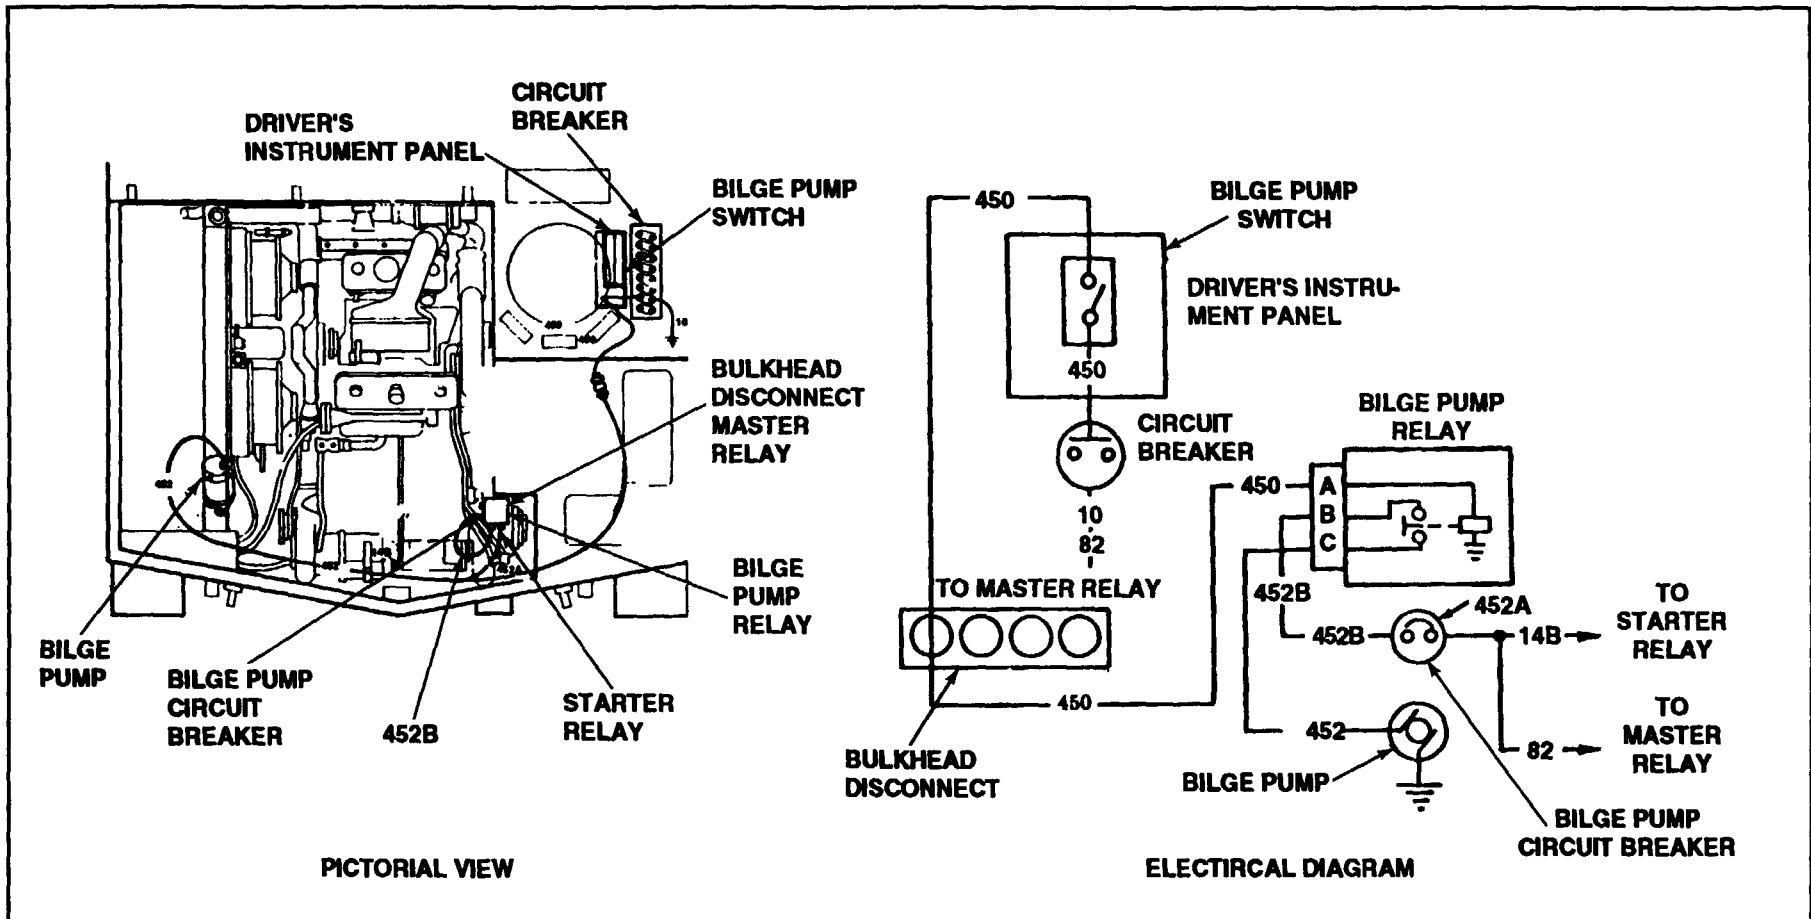 CIRCUIT
BREAKER
DRIVER'S
INSTRUMENT PANEL
BILGE PUMP
SWITCH
10
BULKHEAD
DISCONNECT
MASTER
RELAY
BILGE
PUMP
RELAY
BILGE
PUMP
BILGE PUMP
CIRCUIT
BREAKER
452B
STARTER
RELAY
PICTORIAL VIEW
450
BILGE PUMP
SWITCH
DRIVER'S INSTRU-
MENT PANEL
450
CIRCUIT
BREAKER
10
82
TO MASTER RELAY
BILGE PUMP
RELAY
450
A
B
C
452B
452B
452A
14B
TO
STARTER
RELAY
450
452
82
TO
MASTER
RELAY
BULKHEAD
DISCONNECT
BILGE PUMP
BILGE PUMP
CIRCUIT BREAKER
ELECTIRCAL DIAGRAM